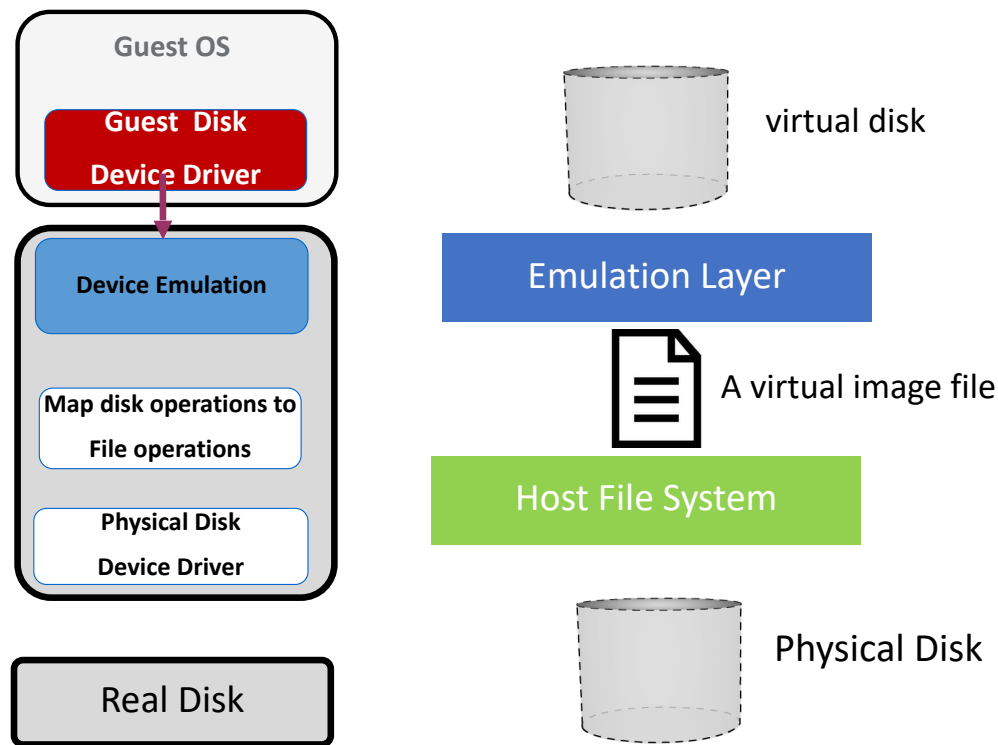 Guest OS
Guest Disk
Device Driver
Device Emulation
Map disk operations to
File operations
Physical Disk
Device Driver
Real Disk
virtual disk
Emulation Layer
A virtual image file
Host File System
Physical Disk